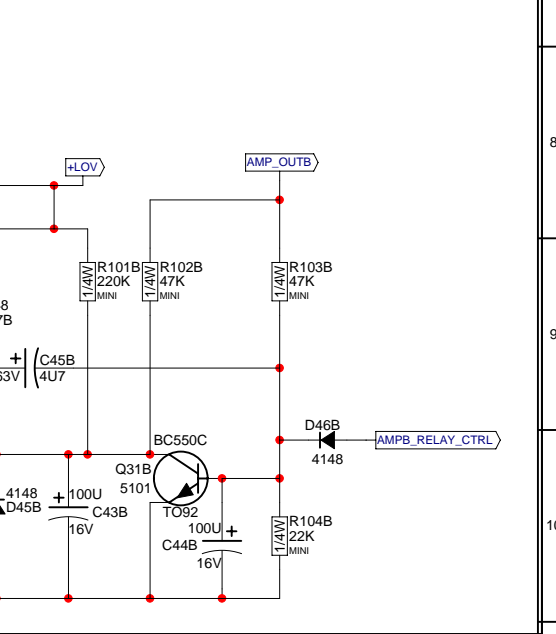 8
+LOV
AMP_OUTB
R101B
220K
MINI
1/4W
R102B
47K
MINI
1/4W
R103B
47K
MINI
1/4W
8
7B
9
+
C45B
63V
4U7
D46B
4148
AMPB_RELAY_CTRL
BC550C
Q31B
5101
TO92
4148
D45B
+
100U
C43B
16V
100U
+
C44B
16V
R104B
22K
MINI
1/4W
10